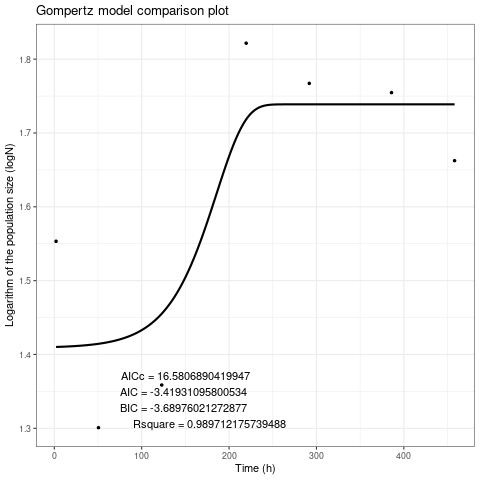 Gompertz model comparison plot
Logarithm of the population size (logN)
1.8
1.7
1.6
1.5
1.4
1.3
AICc = 16.5806890419947
AIC = -3.41931095800534
BIC = -3.68976021272877
Rsquare = 0.989712175739488
0 100 200 300 400
Time (h)